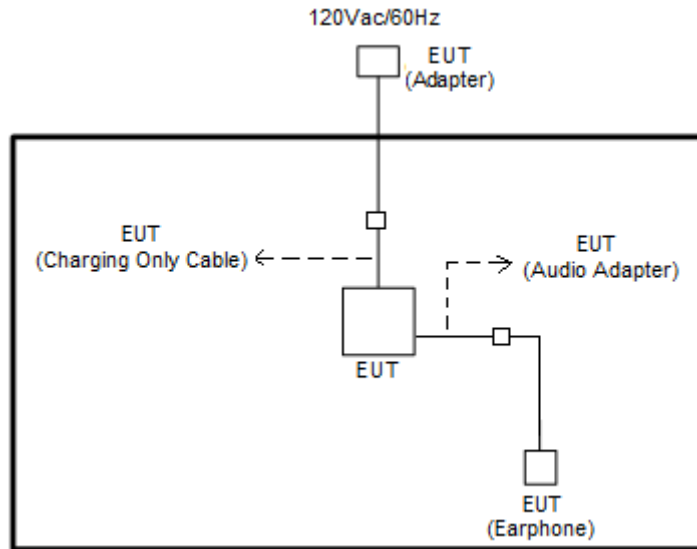 120Vac/60Hz
EUT
(Adapter)
EUT
(Charging Only Cable)
EUT
(Audio Adapter)
EUT
EUT
(Earphone)